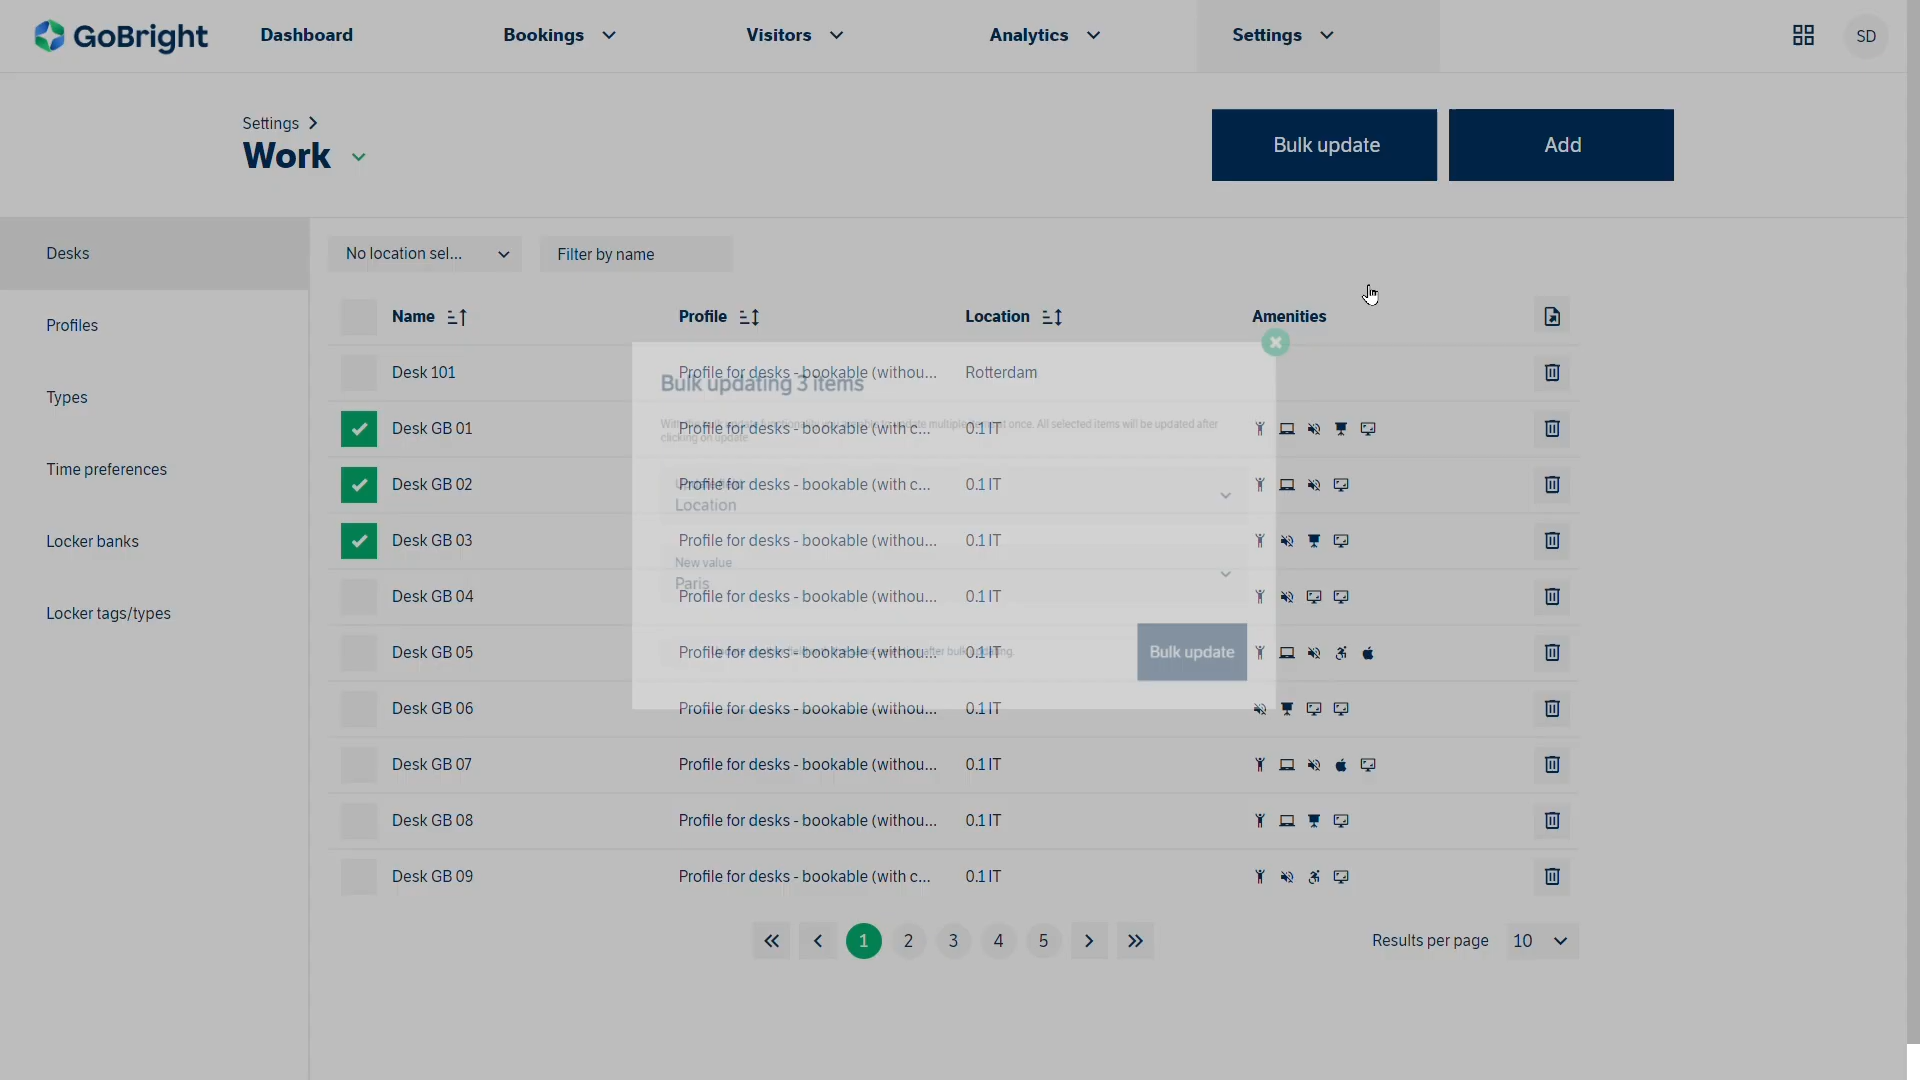 GoBright
Dashboard
Bookings
Visitors
Analytics
Settings
SD
Settings
Work
Bulk update
Add
Desks
Profiles
Types
Time preferences
Locker banks
Locker tags/types
No location sel...
Filter by name
Name
Profile
Location
Amenities
Desk 101
Profile for desks - bookable (withou...
Rotterdam
Desk GB 01
Profile for desks - bookable (with c...
0.1 IT
Desk GB 02
Profile for desks - bookable (with c...
0.1 IT
Desk GB 03
Profile for desks - bookable (withou...
0.1 IT
Desk GB 04
Profile for desks - bookable (withou...
0.1 IT
Desk GB 05
Profile for desks - bookable (withou...
0.1 IT
Desk GB 06
Profile for desks - bookable (withou...
0.1 IT
Desk GB 07
Profile for desks - bookable (withou...
0.1 IT
Desk GB 08
Profile for desks - bookable (withou...
0.1 IT
Desk GB 09
Profile for desks - bookable (with c...
0.1 IT
Bulk updating 3 items
at once. All selected items will be updated after
clicking on update
Location
New value
Paris
after bulk updating.
Bulk update
1
2
3
4
5
Results per page
10